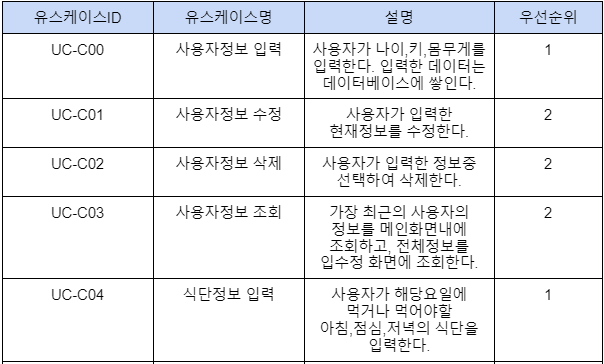 유스케이스ID 유스케이스명 설명 우선순위
UC-C00 사용자정보 입력 사용자가 나이,키,몸무게를 1
입력한다. 입력한 데이터는
데이터베이스에 쌓인다.
UC-C01 사용자정보 수정 사용자가 입력한 2
현재정보를 수정한다.
UC-C02 사용자정보 삭제 사용자가 입력한 정보중 2
선택하여 삭제한다.
UC-C03 사용자정보 조회 가장 최근의 사용자의 2
정보를 메인화면내에
조회하고, 전체정보를
입수정 화면에 조회한다.
UC-C04 식단정보 입력 사용자가 해당요일에 1
먹거나 먹어야할
아침,점심,저녁의 식단을
입력한다.